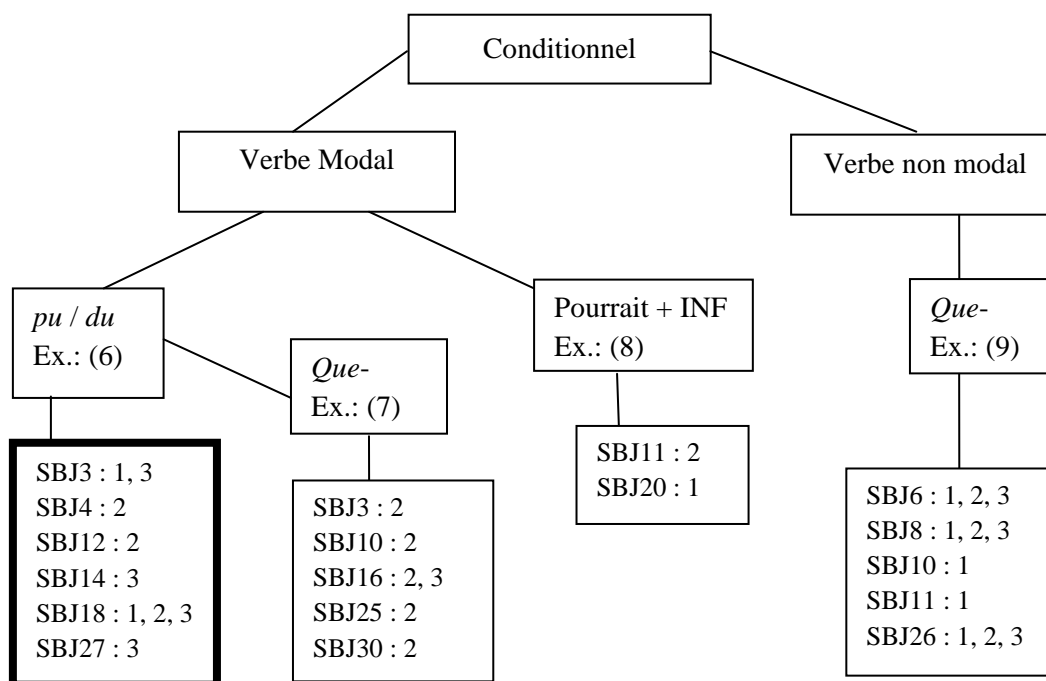 Conditionnel
Verbe Modal
Verbe non modal
pu / du
Ex.: (6)
Que-
Ex.: (7)
Pourrait + INF
Ex.: (8)
Que-
Ex.: (9)
SBJ3 : 1, 3
SBJ4 : 2
SBJ12 : 2
SBJ14 : 3
SBJ18 : 1, 2, 3
SBJ27 : 3
SBJ3 : 2
SBJ10 : 2
SBJ16 : 2, 3
SBJ25 : 2
SBJ30 : 2
SBJ11 : 2
SBJ20 : 1
SBJ6 : 1, 2, 3
SBJ8 : 1, 2, 3
SBJ10 : 1
SBJ11 : 1
SBJ26 : 1, 2, 3